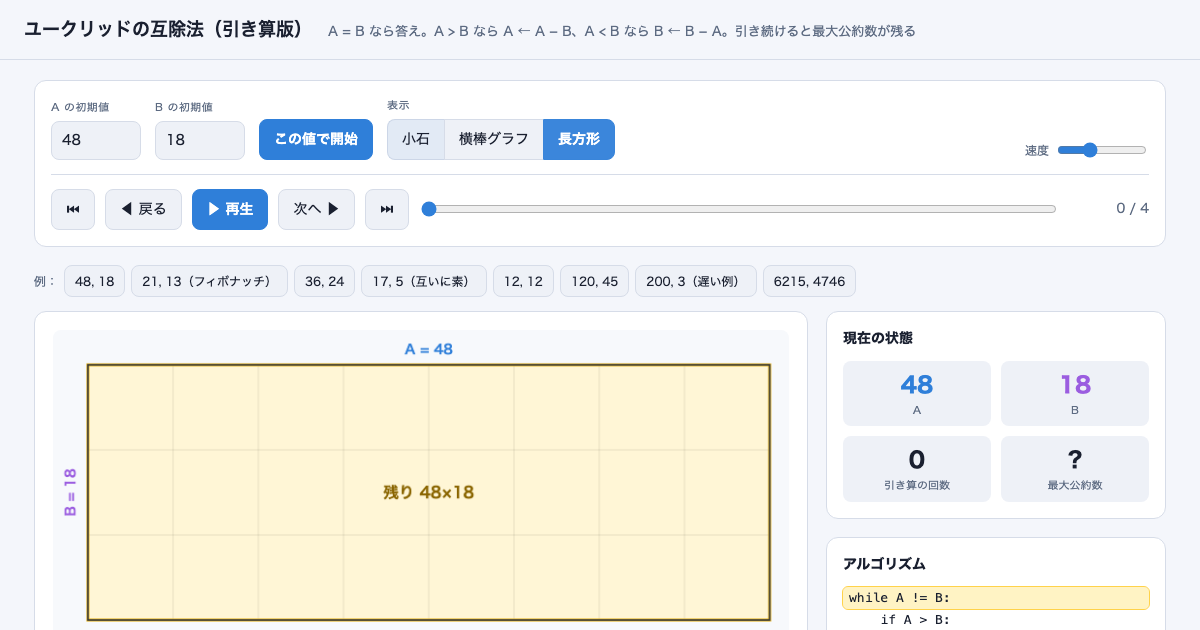 ユークリッドの互除法（引き算版）
A = B なら答え。A > B なら A ← A − B、A < B なら B ← B − A。引き続けると最大公約数が残る
A の初期値
B の初期値
表示
48
18
この値で開始
小石
横棒グラフ
長方形
速度
⏮
◀ 戻る
▶ 再生
次へ ▶
⏭
0 / 4
例：
48, 18
21, 13（フィボナッチ）
36, 24
17, 5（互いに素）
12, 12
120, 45
200, 3（遅い例）
6215, 4746
A = 48
B = 18
残り 48×18
現在の状態
48
A
18
B
0
引き算の回数
?
最大公約数
アルゴリズム
while A != B:
if A > B: